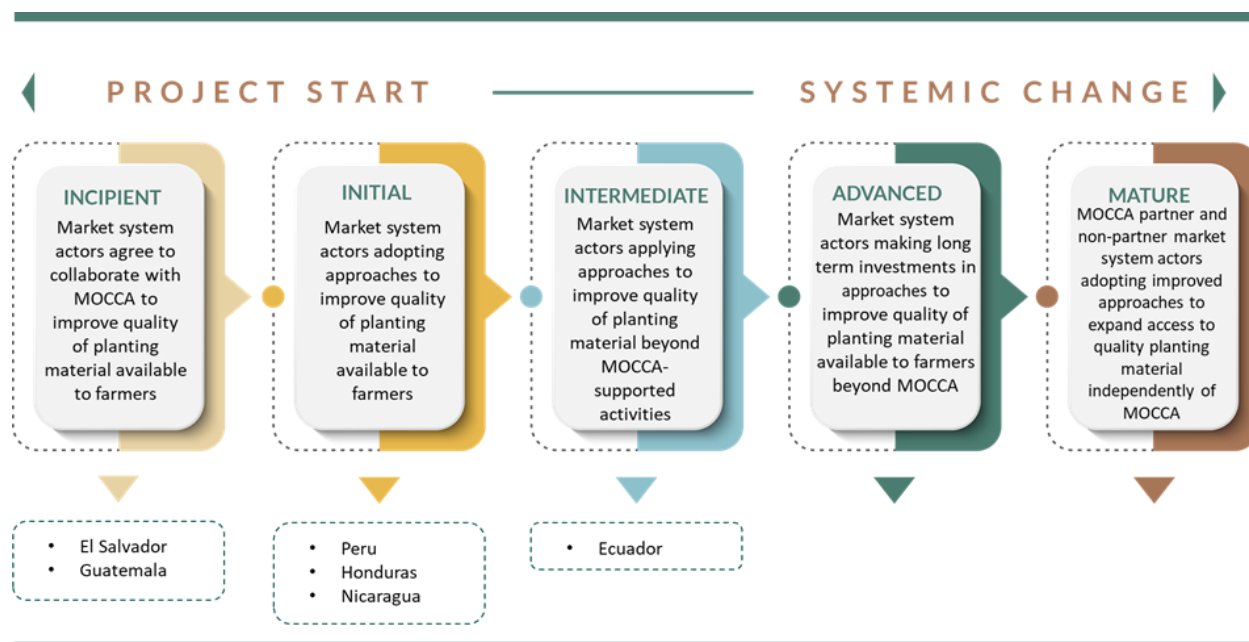 PROJECT START
SYSTEMIC CHANGE
INCIPIENT
Market system
actors agree to
collaborate with
MOCCA to
improve quality
of planting
material available
to farmers
INITIAL
Market system
actors adopting
approaches to
improve quality
of planting
material
available to
farmers
INTERMEDIATE
Market system
actors applying
approaches to
improve quality
of planting
material beyond
MOCCA-
supported
activities
ADVANCED
Market system
actors making long
term investments in
approaches to
improve quality of
planting material
available to farmers
beyond MOCCA
MATURE
MOCCA partner and
non-partner market
system actors
adopting improved
approaches to
expand access to
quality planting
material
independently of
MOCCA
• El Salvador
• Guatemala
• Peru
• Honduras
• Nicaragua
• Ecuador